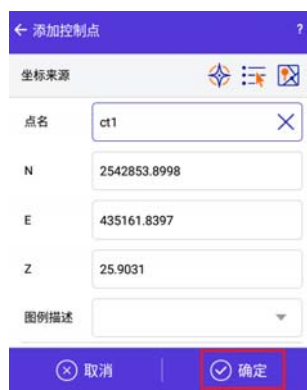 ← 添加控制点 ?
坐标来源
点名 ct1
N 2542853.8998
E 435161.8397
Z 25.9031
图例描述
取消 确定